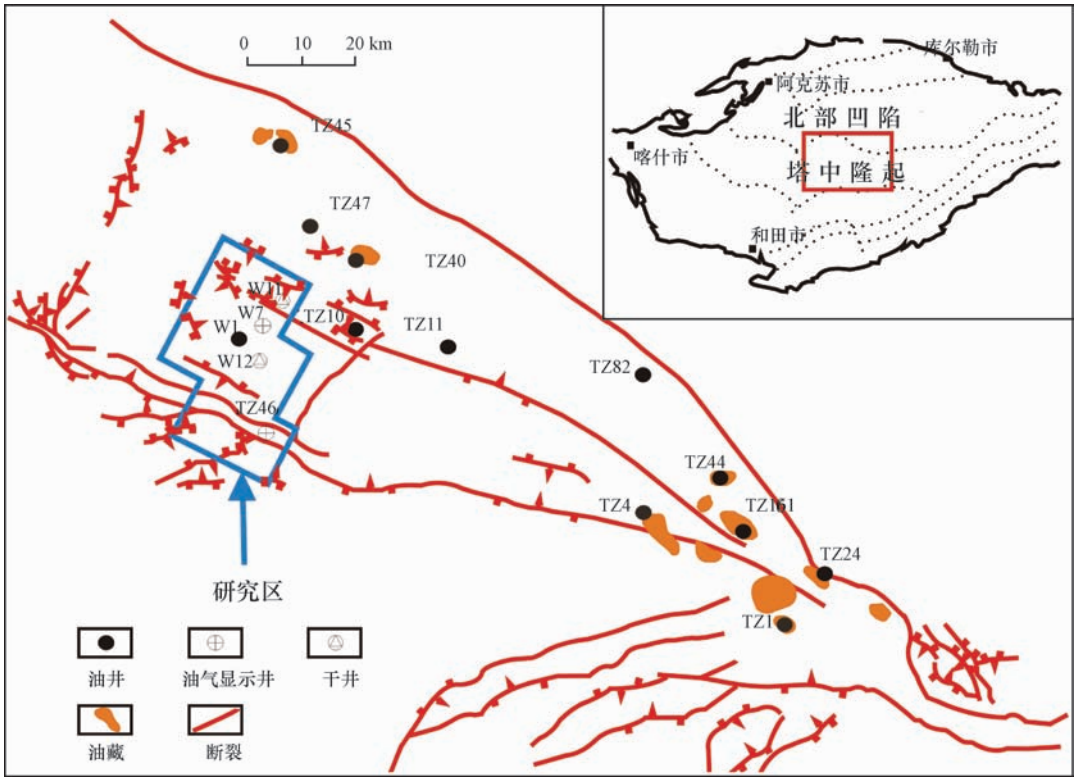 0 10 20 km
库尔勒市
阿克苏市
北部凹陷
喀什市
塔中隆起
和田市
TZ45
TZ47
TZ40
W11
W7
TZ10
W1
TZ11
W12
TZ82
TZ46
TZ44
TZ4
TZ161
TZ24
TZ1
研究区
油井
油气显示井
干井
油藏
断裂